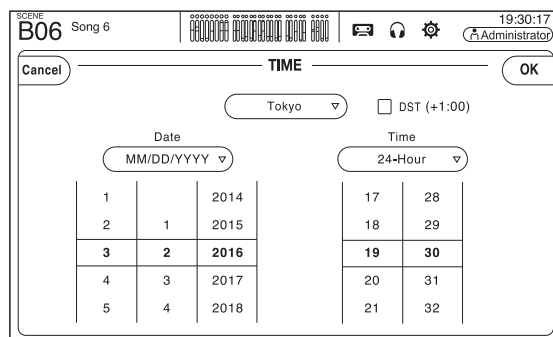 SCENE
B06 Song 6
19:30:17
Administrator
Cancel
TIME
OK
Tokyo
DST (+1:00)
Date
Time
MM/DD/YYYY
24-Hour
1 2014 17 28
2 1 2015 18 29
3 2 2016 19 30
4 3 2017 20 31
5 4 2018 21 32